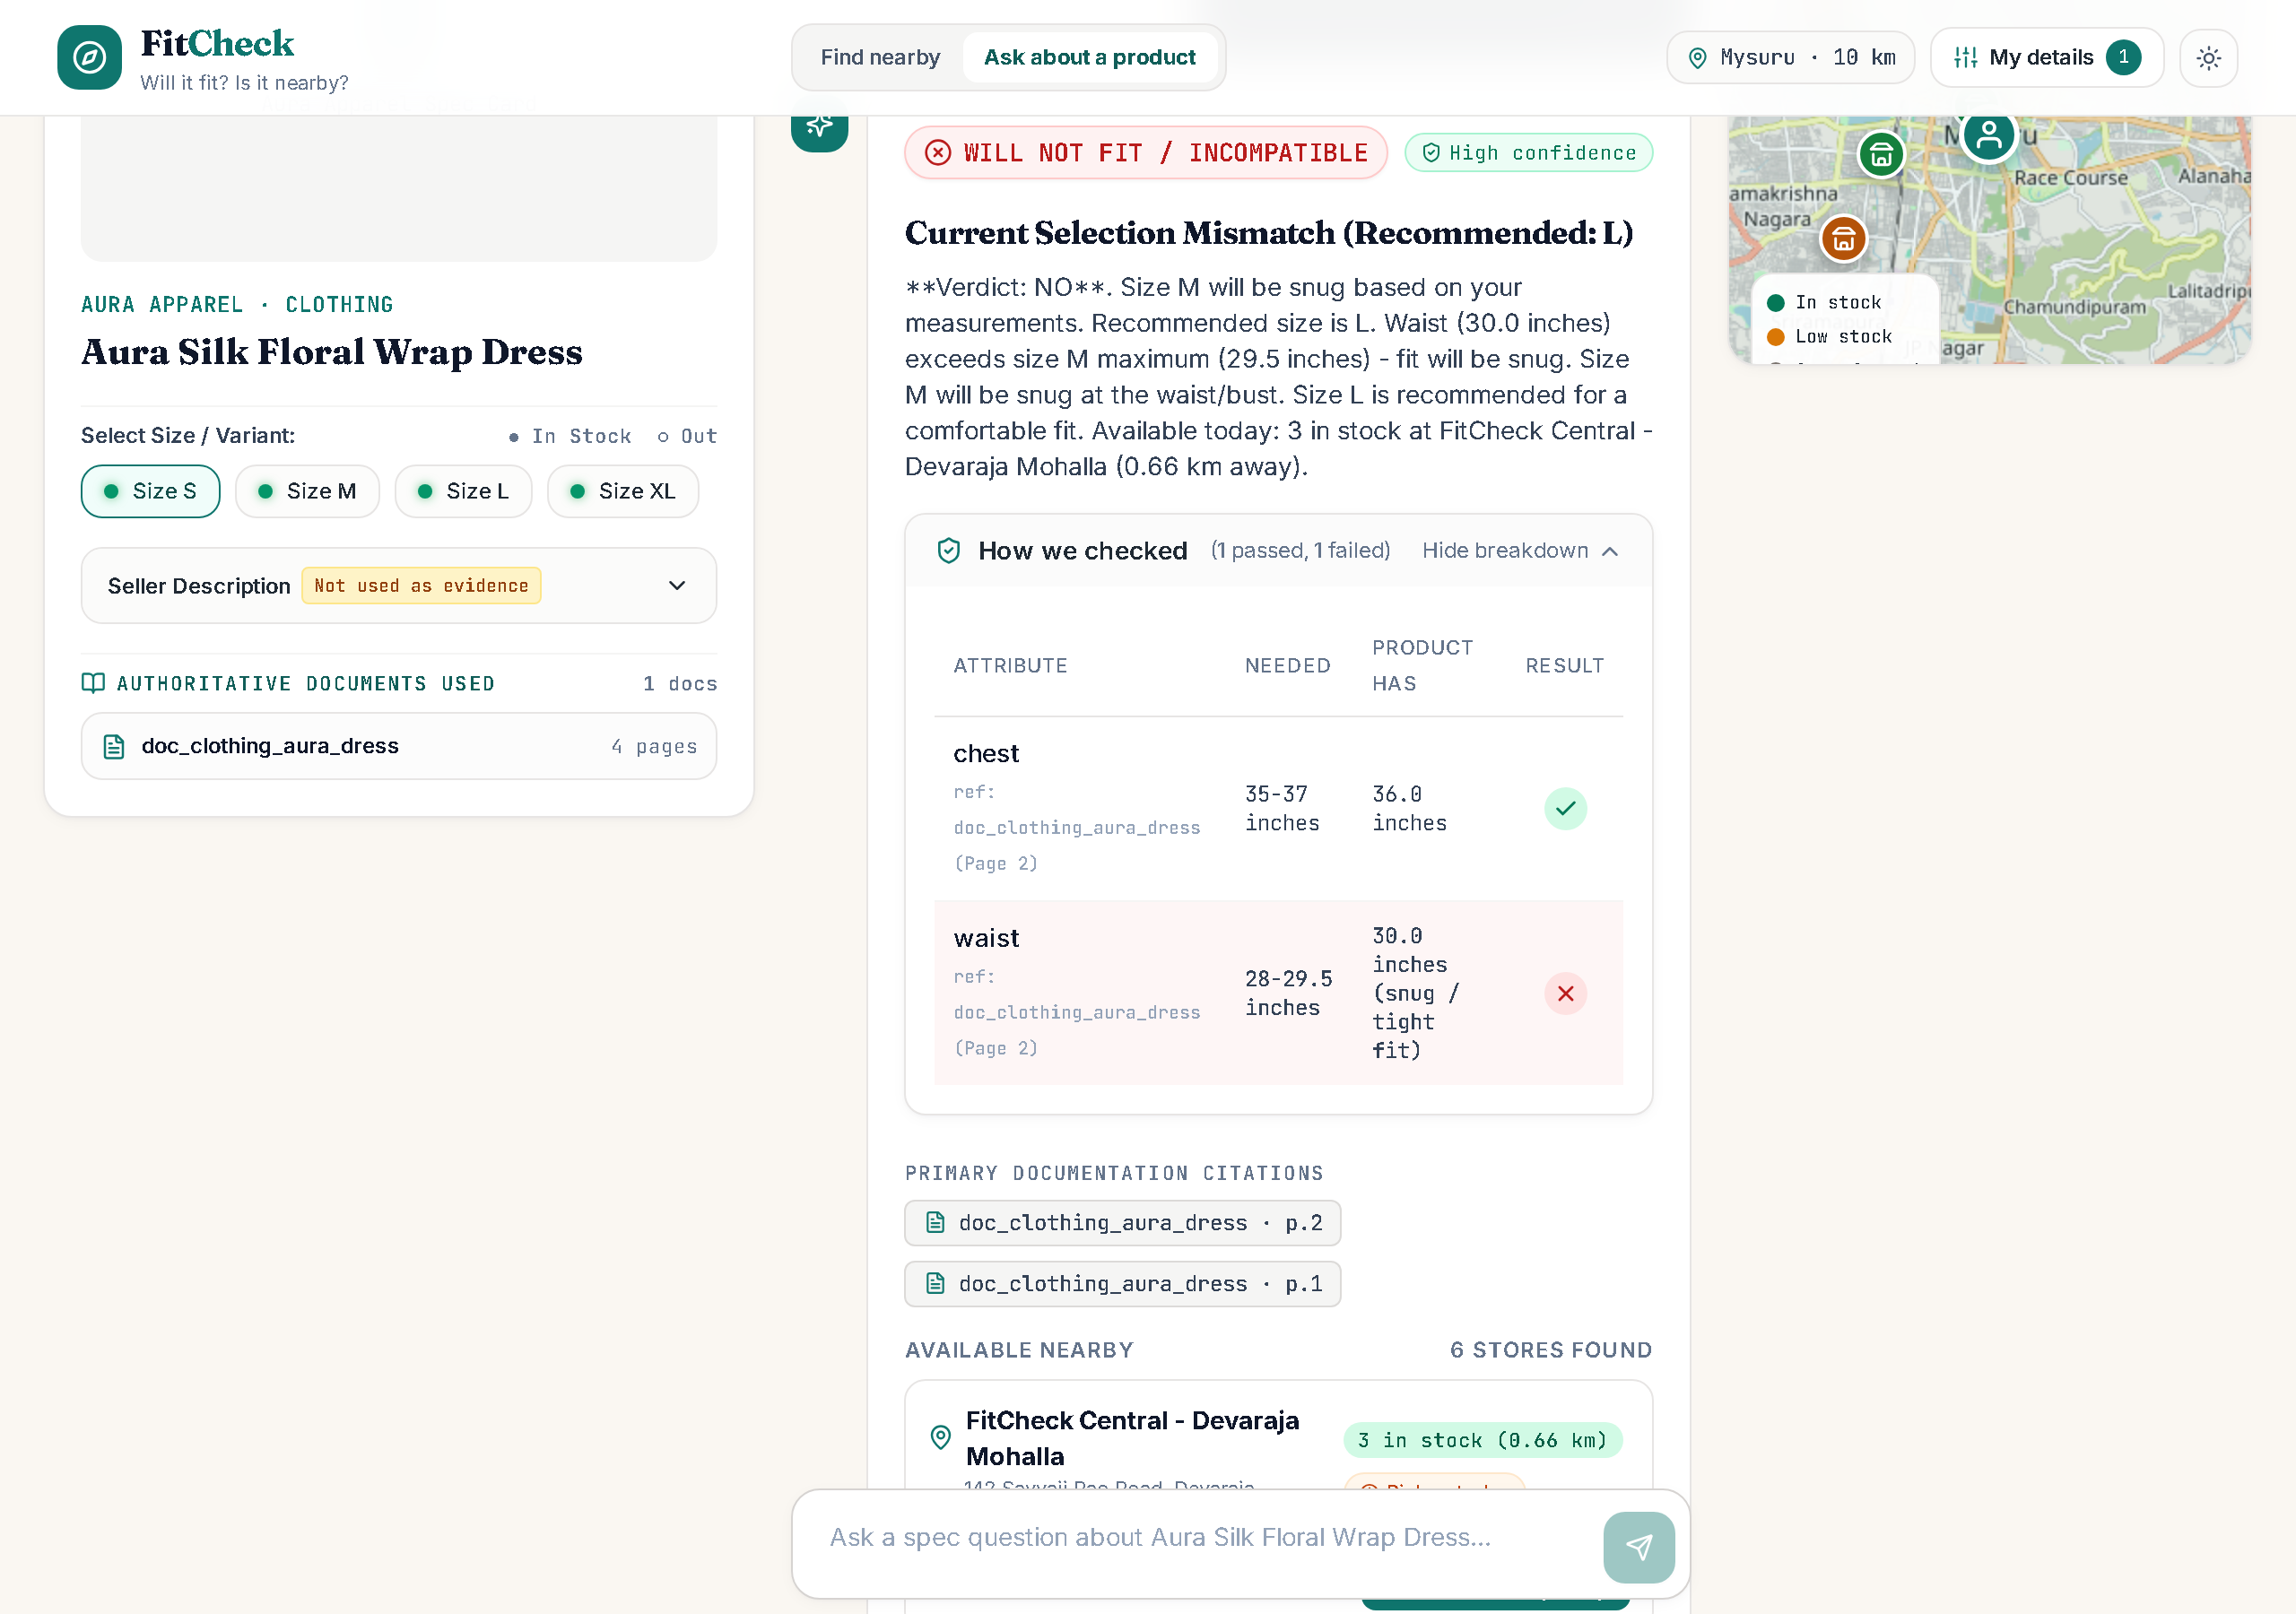 FitCheck
Will it fit? Is it nearby?
Find nearby
Ask about a product
Mysuru · 10 km
My details 1
AURA APPAREL · CLOTHING
Aura Silk Floral Wrap Dress
Select Size / Variant:
In Stock
Out
Size S
Size M
Size L
Size XL
Seller Description
Not used as evidence
AUTHORITATIVE DOCUMENTS USED
1 docs
doc_clothing_aura_dress
4 pages
WILL NOT FIT / INCOMPATIBLE
High confidence
Current Selection Mismatch (Recommended: L)
**Verdict: NO**. Size M will be snug based on your
measurements. Recommended size is L. Waist (30.0 inches)
exceeds size M maximum (29.5 inches) - fit will be snug. Size
M will be snug at the waist/bust. Size L is recommended for a
comfortable fit. Available today: 3 in stock at FitCheck Central -
Devaraja Mohalla (0.66 km away).
How we checked
(1 passed, 1 failed)
Hide breakdown
ATTRIBUTE
NEEDED
PRODUCT
HAS
RESULT
chest
ref:
doc_clothing_aura_dress
(Page 2)
35-37
inches
36.0
inches
waist
ref:
doc_clothing_aura_dress
(Page 2)
28-29.5
inches
30.0
inches
(snug /
tight
fit)
PRIMARY DOCUMENTATION CITATIONS
doc_clothing_aura_dress · p.2
doc_clothing_aura_dress · p.1
AVAILABLE NEARBY
6 STORES FOUND
FitCheck Central - Devaraja
Mohalla
3 in stock (0.66 km)
Ask a spec question about Aura Silk Floral Wrap Dress...
Race Course
Alanaha
amakrishna
Nagara
Chamundipuram
Lalitadrip
In stock
Low stock
JP Nagar